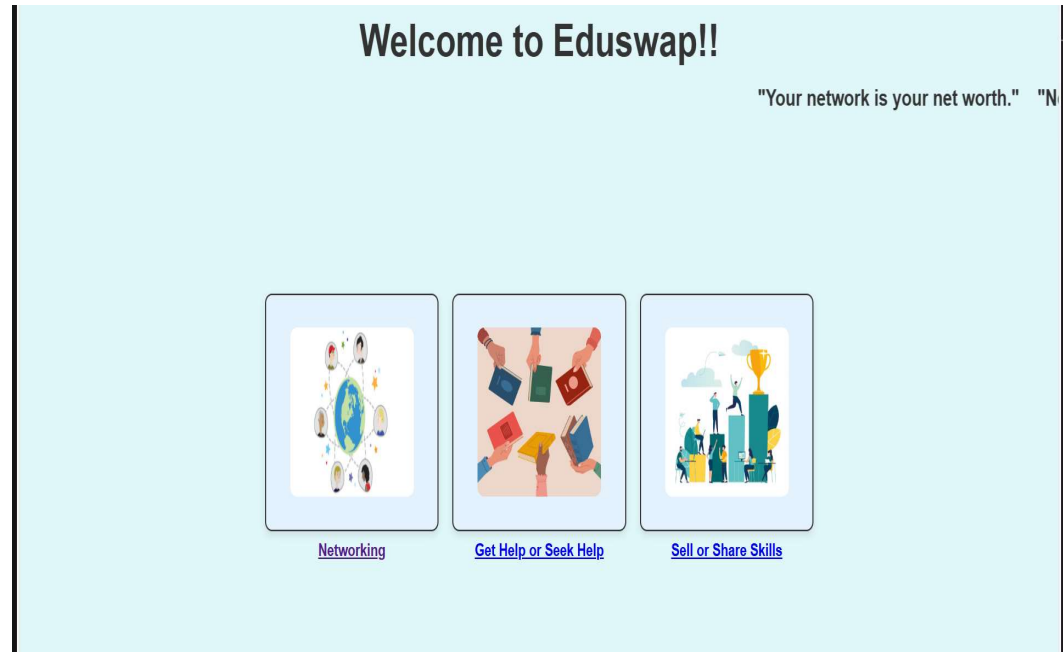 Welcome to Eduswap!!
"Your network is your net worth." "N
Networking
Get Help or Seek Help
Sell or Share Skills